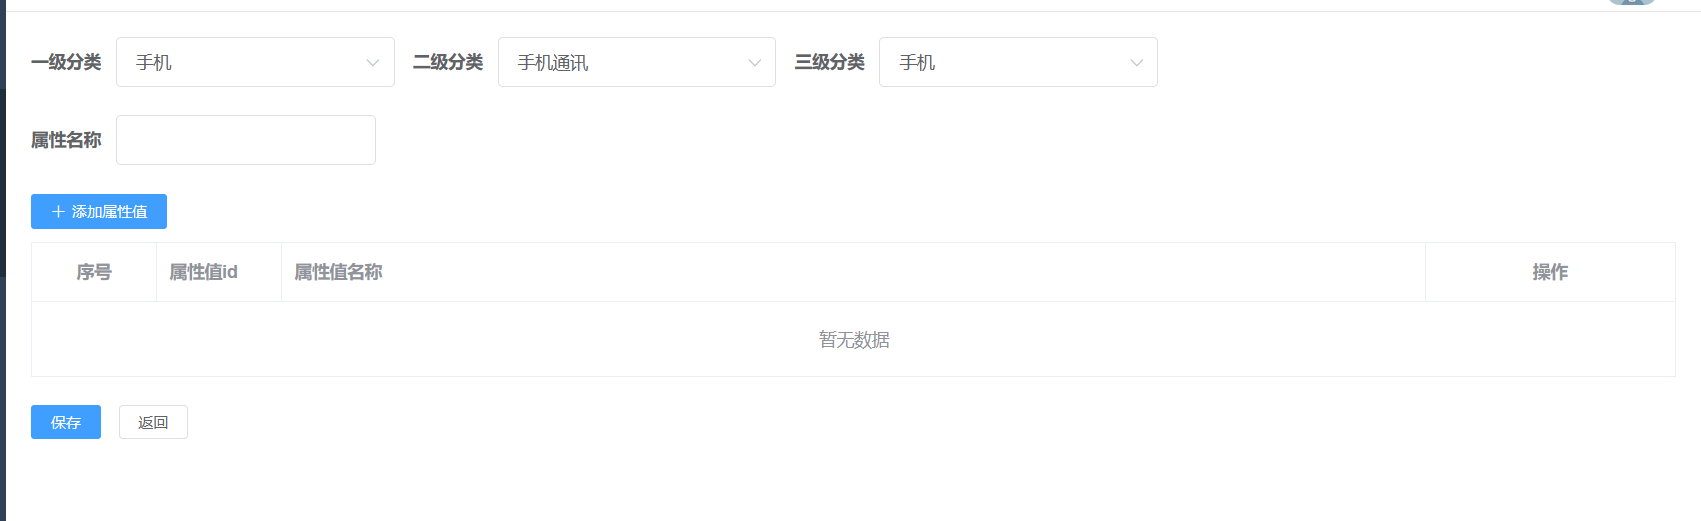 一级分类 手机 二级分类 手机通讯 三级分类 手机
属性名称
添加属性值
序号 属性值id 属性值名称 操作
暂无数据
保存 返回